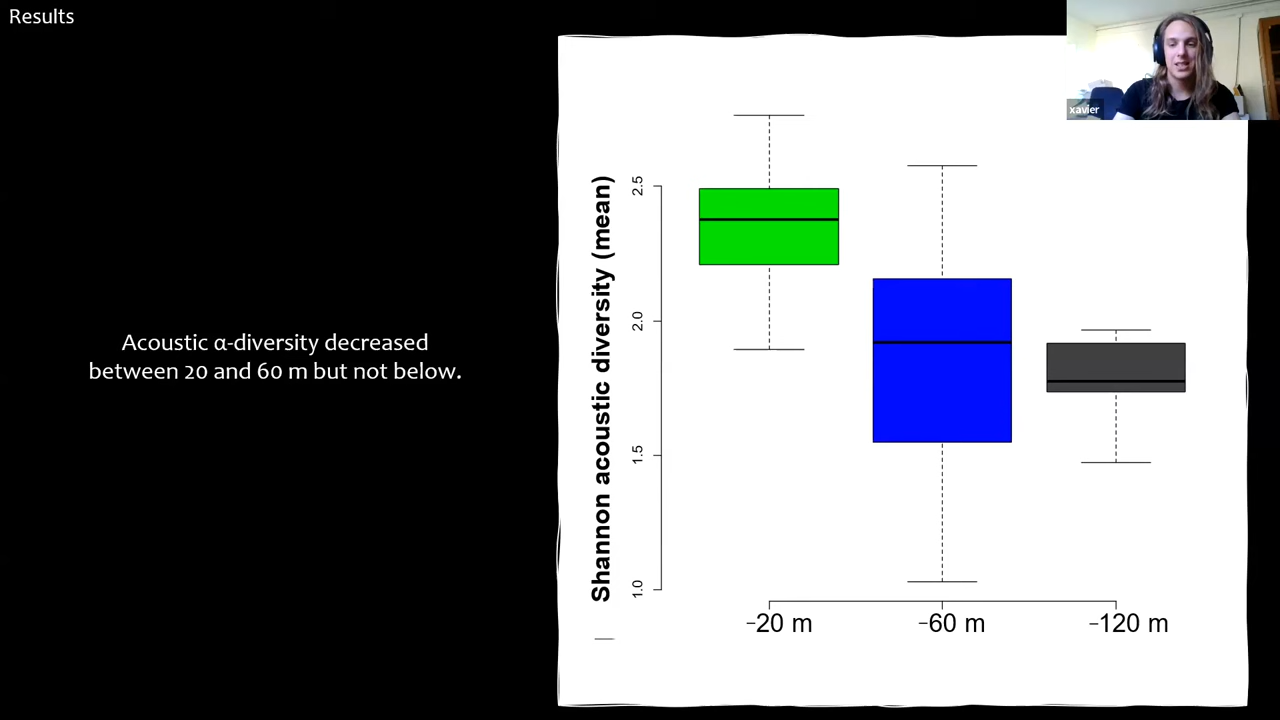 Results
xavier
Acoustic α-diversity decreased
between 20 and 60 m but not below.
Shannon acoustic diversity (mean)
2.5
2.0
1.5
1.0
−20 m
−60 m
−120 m